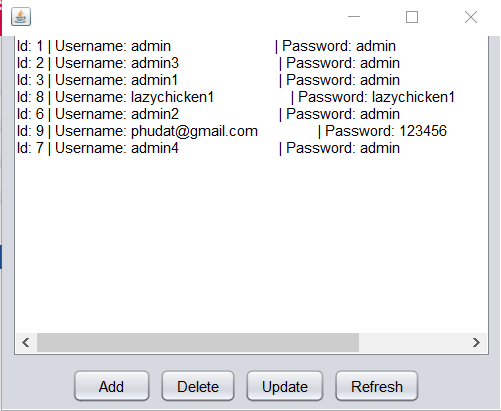 Id: 1 | Username: admin | Password: admin
Id: 2 | Username: admin3 | Password: admin
Id: 3 | Username: admin1 | Password: admin
Id: 8 | Username: lazychicken1 | Password: lazychicken1
Id: 6 | Username: admin2 | Password: admin
Id: 9 | Username: phudat@gmail.com | Password: 123456
Id: 7 | Username: admin4 | Password: admin
Add Delete Update Refresh